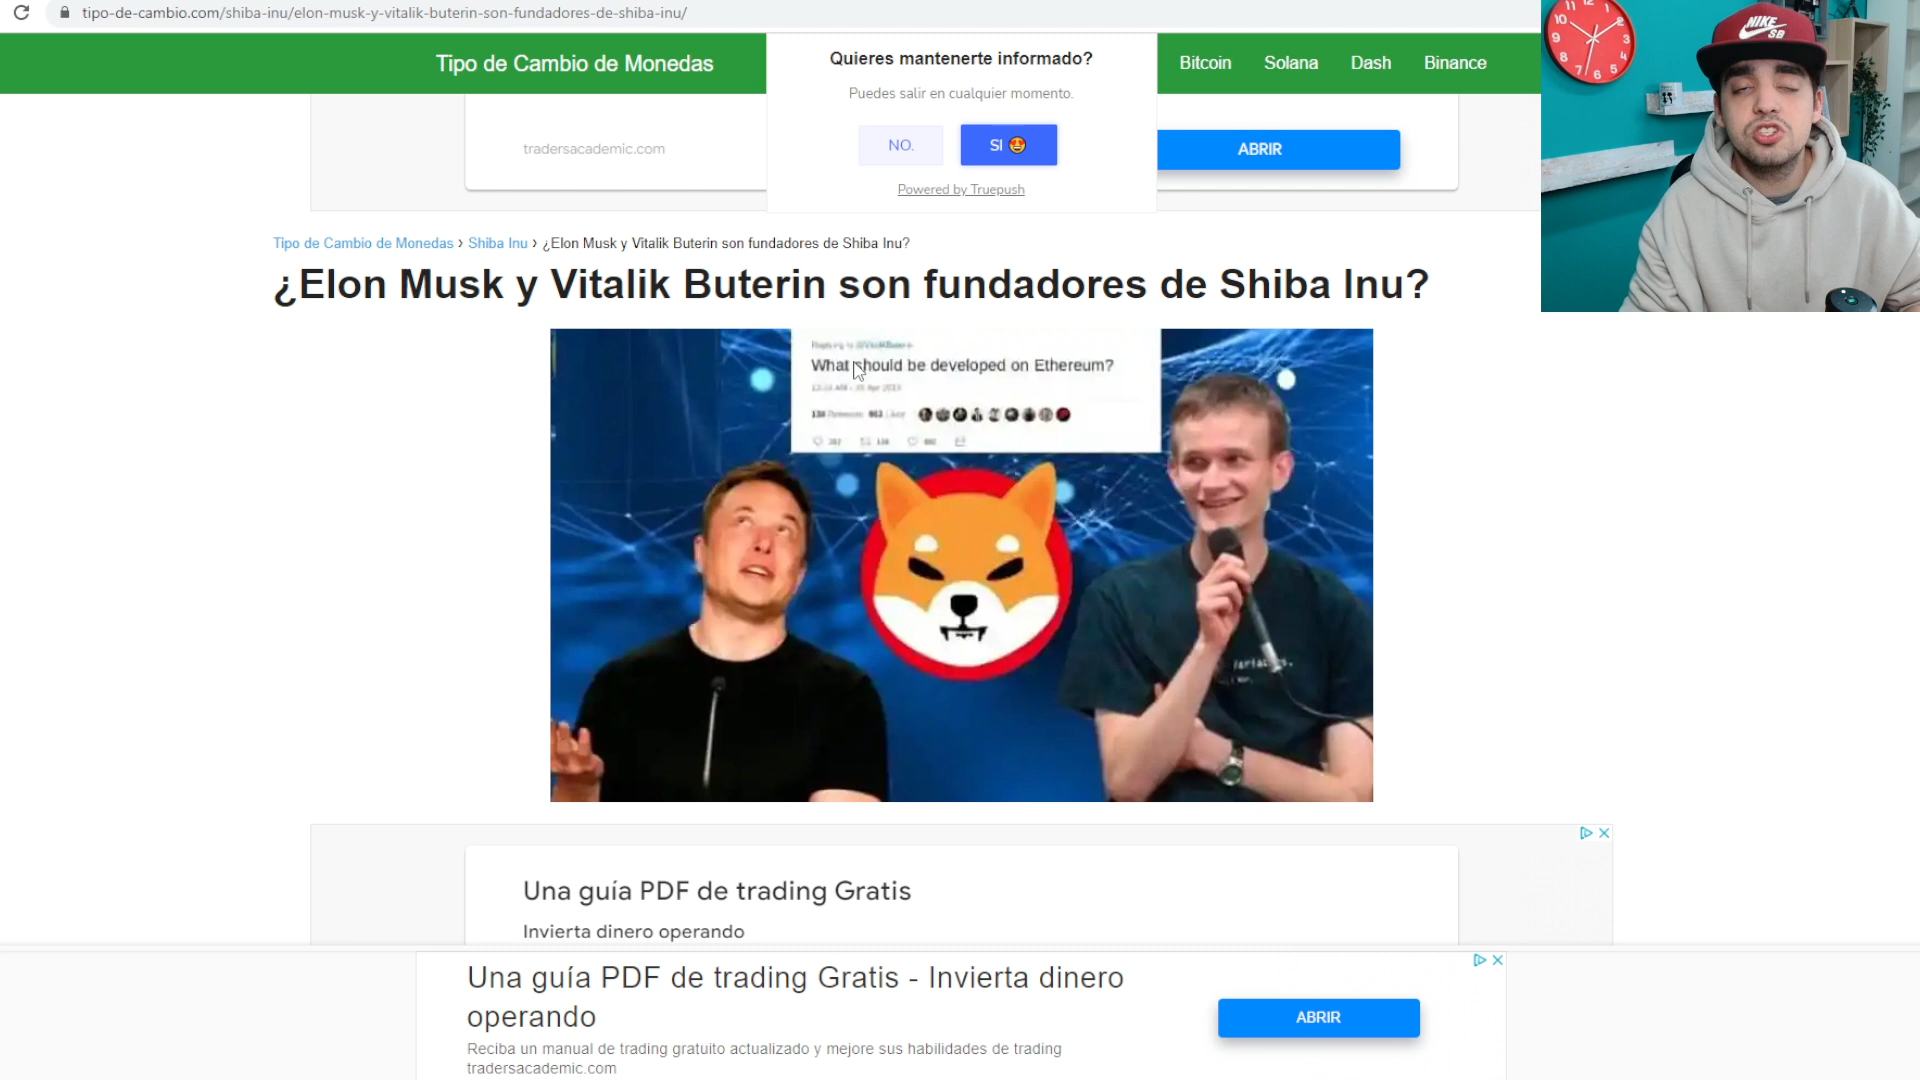 tipo-de-cambio.com/shiba-inu/elon-musk-y-vitalik-buterin-son-fundadores-de-shiba-inu/
Tipo de Cambio de Monedas
Bitcoin
Solana
Dash
Binance
Quieres mantenerte informado?
Puedes salir en cualquier momento.
NO.
SI 🤩
Powered by Truepush
tradersacademic.com
ABRIR
NIKE
SB
Tipo de Cambio de Monedas › Shiba Inu › ¿Elon Musk y Vitalik Buterin son fundadores de Shiba Inu?
¿Elon Musk y Vitalik Buterin son fundadores de Shiba Inu?
What should be developed on Ethereum?
Una guía PDF de trading Gratis
Invierta dinero operando
Una guía PDF de trading Gratis - Invierta dinero
operando
Reciba un manual de trading gratuito actualizado y mejore sus habilidades de trading
tradersacademic.com
ABRIR